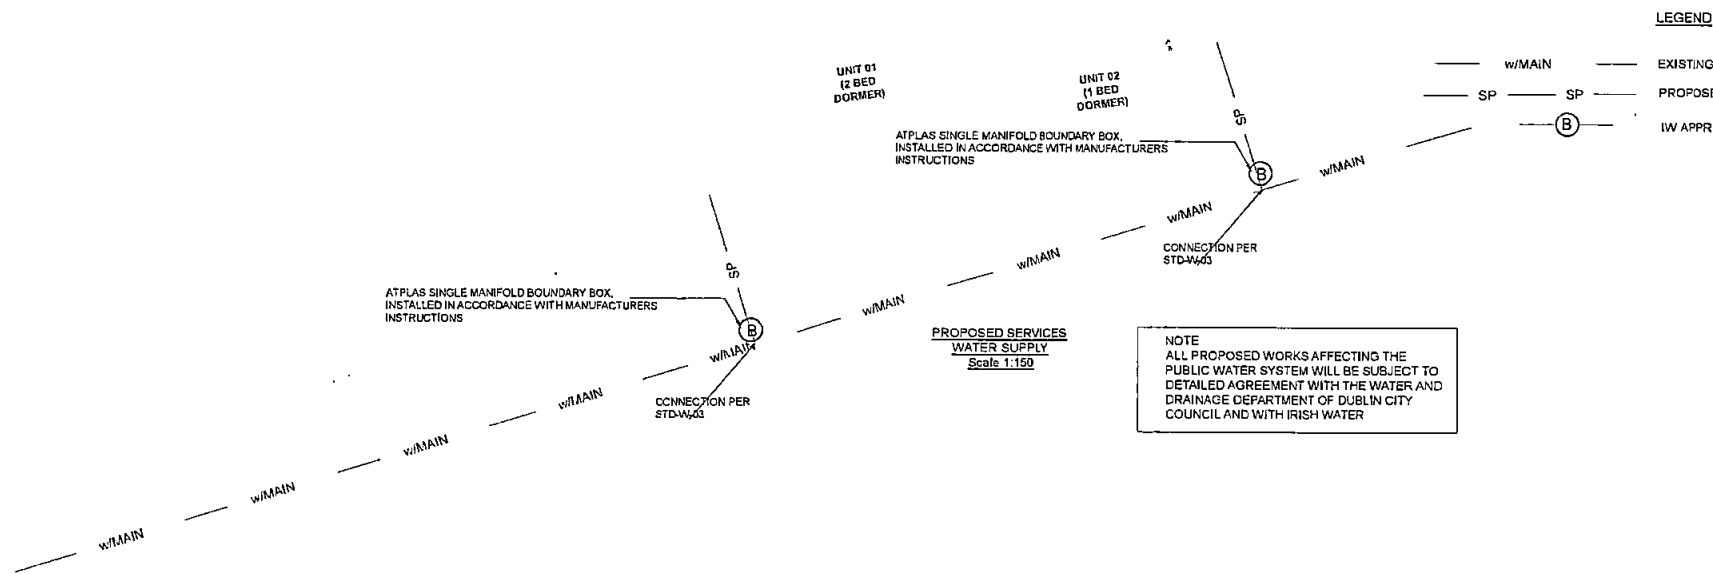 LEGEND
w/MAIN EXISTING
SP SP PROPOSE
B IW APPR
UNIT 01
(2 BED
DORMER)
UNIT 02
(1 BED
DORMER)
SP
ATPLAS SINGLE MANIFOLD BOUNDARY BOX,
INSTALLED IN ACCORDANCE WITH MANUFACTURERS
INSTRUCTIONS
B
w/MAIN
w/MAIN
CONNECTION PER
STD-W-03
w/MAIN
SP
ATPLAS SINGLE MANIFOLD BOUNDARY BOX,
INSTALLED IN ACCORDANCE WITH MANUFACTURERS
INSTRUCTIONS
B
w/MAIN
w/MAIN
PROPOSED SERVICES
WATER SUPPLY
Scale 1:150
NOTE
ALL PROPOSED WORKS AFFECTING THE
PUBLIC WATER SYSTEM WILL BE SUBJECT TO
DETAILED AGREEMENT WITH THE WATER AND
DRAINAGE DEPARTMENT OF DUBLIN CITY
COUNCIL AND WITH IRISH WATER
CONNECTION PER
STD-W-03
w/MAIN
w/MAIN
w/MAIN
w/MAIN